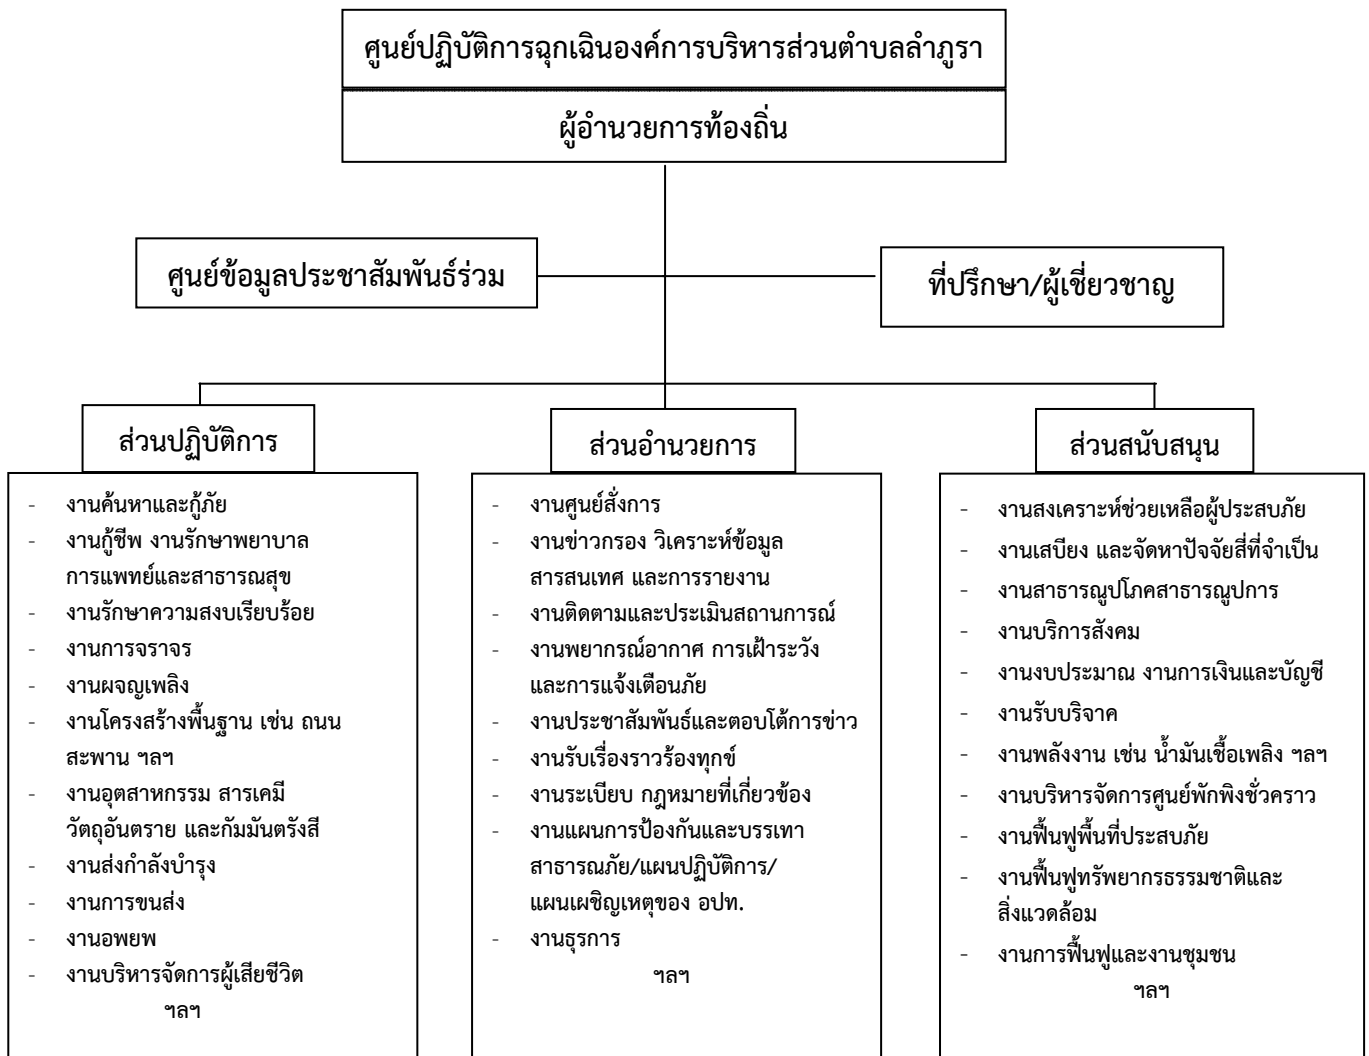 ศูนย์ปฏิบัติการฉุกเฉินองค์การบริหารส่วนตำบลลำภูรา
ผู้อำนวยการท้องถิ่น
ศูนย์ข้อมูลประชาสัมพันธ์ร่วม
ที่ปรึกษา/ผู้เชี่ยวชาญ
ส่วนปฏิบัติการ
- งานค้นหาและกู้ภัย
- งานกู้ชีพ งานรักษาพยาบาล
การแพทย์และสาธารณสุข
- งานรักษาความสงบเรียบร้อย
- งานการจราจร
- งานผจญเพลิง
- งานโครงสร้างพื้นฐาน เช่น ถนน
สะพาน ฯลฯ
- งานอุตสาหกรรม สารเคมี
วัตถุอันตราย และกัมมันตรังสี
- งานส่งกำลังบำรุง
- งานการขนส่ง
- งานอพยพ
- งานบริหารจัดการผู้เสียชีวิต
ฯลฯ
ส่วนอำนวยการ
- งานศูนย์สั่งการ
- งานข่าวกรอง วิเคราะห์ข้อมูล
สารสนเทศ และการรายงาน
- งานติดตามและประเมินสถานการณ์
- งานพยากรณ์อากาศ การเฝ้าระวัง
และการแจ้งเตือนภัย
- งานประชาสัมพันธ์และตอบโต้การข่าว
- งานรับเรื่องราวร้องทุกข์
- งานระเบียบ กฎหมายที่เกี่ยวข้อง
- งานแผนการป้องกันและบรรเทา
สาธารณภัย/แผนปฏิบัติการ/
แผนเผชิญเหตุของ อปท.
- งานธุรการ
ฯลฯ
ส่วนสนับสนุน
- งานสงเคราะห์ช่วยเหลือผู้ประสบภัย
- งานเสบียง และจัดหาปัจจัยสี่ที่จำเป็น
- งานสาธารณูปโภคสาธารณูปการ
- งานบริการสังคม
- งานงบประมาณ งานการเงินและบัญชี
- งานรับบริจาค
- งานพลังงาน เช่น น้ำมันเชื้อเพลิง ฯลฯ
- งานบริหารจัดการศูนย์พักพิงชั่วคราว
- งานฟื้นฟูพื้นที่ประสบภัย
- งานฟื้นฟูทรัพยากรธรรมชาติและ
สิ่งแวดล้อม
- งานการฟื้นฟูและงานชุมชน
ฯลฯ